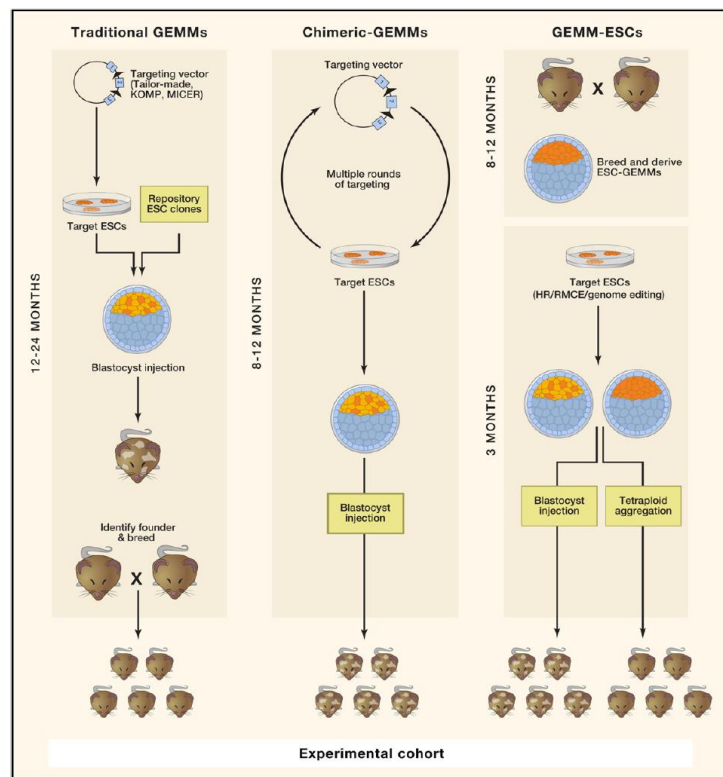 Traditional GEMMs
Targeting vector
(Tailor-made,
KOMP, MICER)
Repository
ESC clones
Target ESCs
12-24 MONTHS
Blastocyst injection
Identify founder
& breed
X
Chimeric-GEMMs
Targeting vector
Multiple rounds
of targeting
Target ESCs
8-12 MONTHS
Blastocyst
injection
GEMM-ESCs
8-12 MONTHS
X
Breed and derive
ESC-GEMMs
Target ESCs
(HR/RMCE/genome editing)
3 MONTHS
Blastocyst
injection
Tetraploid
aggregation
Experimental cohort